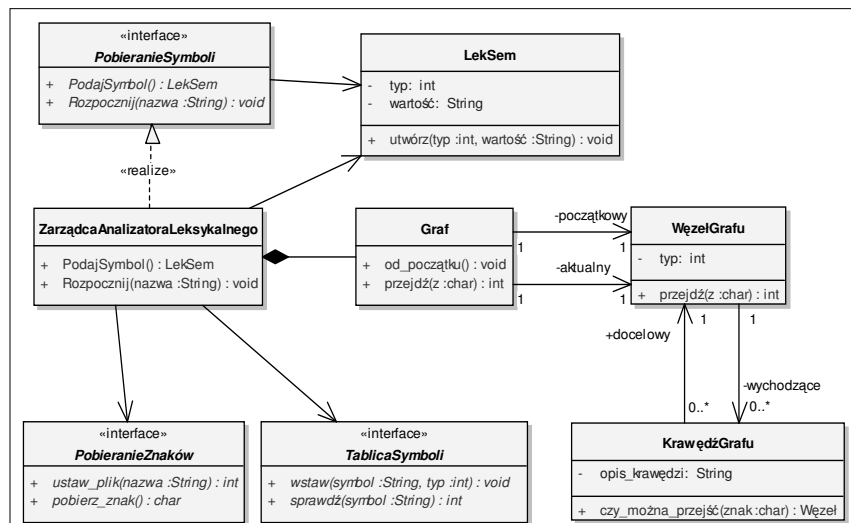 «interface»
PobieranieSymboli
+ PodajSymbol() : LekSem
+ Rozpocznij(nazwa :String) : void
LekSem
- typ: int
- wartość: String
+ utwórz(typ :int, wartość :String) : void
«realize»
ZarządcaAnalizatoraLeksykalnego
+ PodajSymbol() : LekSem
+ Rozpocznij(nazwa :String) : void
Graf
+ od_początku() : void
+ przejdź(z :char) : int
-początkowy
1 1
-aktualny
1 1
WęzełGrafu
- typ: int
+ przejdź(z :char) : int
+docelowy
1 1
-wychodzące
0..* 0..*
«interface»
PobieranieZnaków
+ ustaw_plik(nazwa :String) : int
+ pobierz_znak() : char
«interface»
TablicaSymboli
+ wstaw(symbol :String, typ :int) : void
+ sprawdź(symbol :String) : int
KrawędźGrafu
- opis_krawędzi: String
+ czy_można_przejść(znak :char) : Węzeł